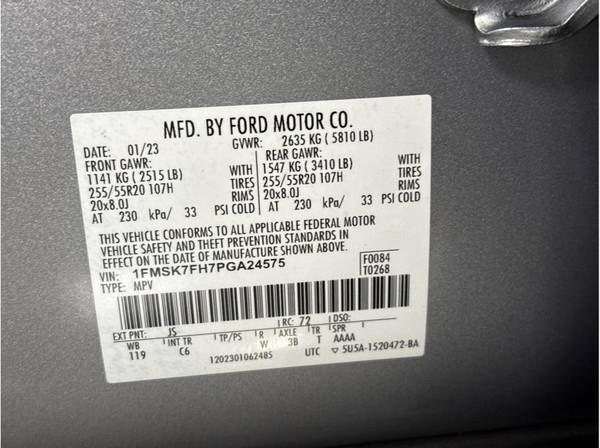 MFD. BY FORD MOTOR CO.
DATE: 01/23 GVWR: 2635 KG ( 5810 LB)
FRONT GAWR: REAR GAWR:
1141 KG ( 2515 LB) WITH 1547 KG ( 3410 LB) WITH
255/55R20 107H TIRES 255/55R20 107H TIRES
20x8.0J RIMS 20x8.0J RIMS
AT 230 kPa/ 33 PSI COLD AT 230 kPa/ 33 PSI COLD
THIS VEHICLE CONFORMS TO ALL APPLICABLE FEDERAL MOTOR
VEHICLE SAFETY AND THEFT PREVENTION STANDARDS IN
EFFECT ON THE DATE OF MANUFACTURE SHOWN ABOVE.
VIN: 1FMSK7FH7PGA24575 F0084
TYPE: MPV T0268
EXT PNT: JS RC: 72 DSO:
WB INT TR TP/PS R AXLE TR SPR
119 C6 W 3B T AAAA
1202301062485 UTC 5U5A-1520472-BA